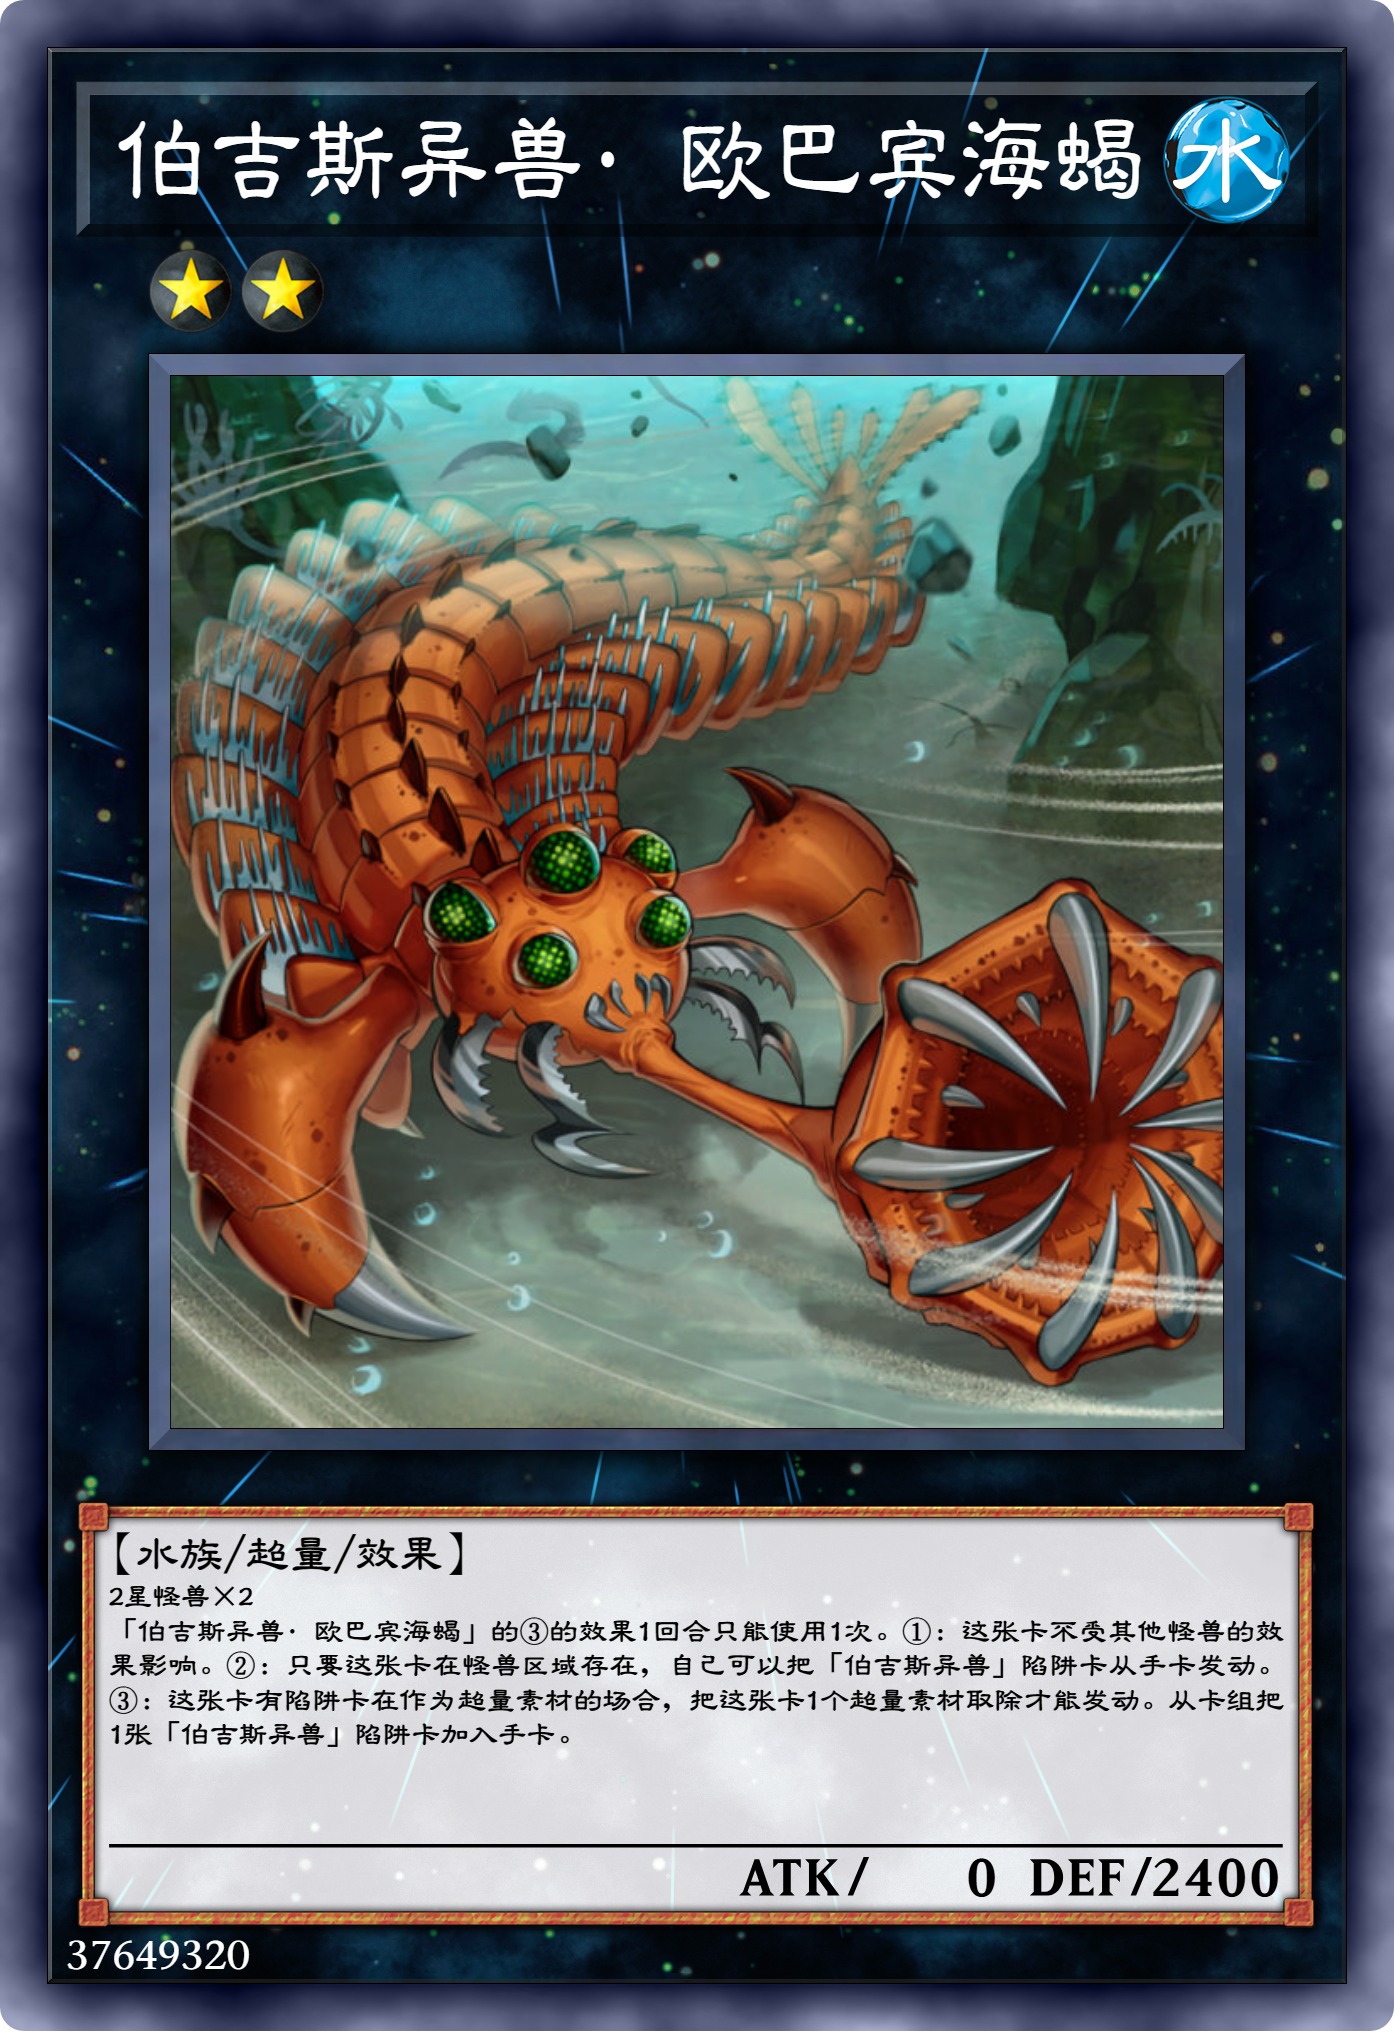 伯吉斯异兽·欧巴宾海蝎 水
【水族/超量/效果】
2星怪兽×2
「伯吉斯异兽·欧巴宾海蝎」的③的效果1回合只能使用1次。①：这张卡不受其他怪兽的效
果影响。②：只要这张卡在怪兽区域存在，自己可以把「伯吉斯异兽」陷阱卡从手卡发动。
③：这张卡有陷阱卡在作为超量素材的场合，把这张卡1个超量素材取除才能发动。从卡组把
1张「伯吉斯异兽」陷阱卡加入手卡。
ATK/ 0 DEF/2400
37649320